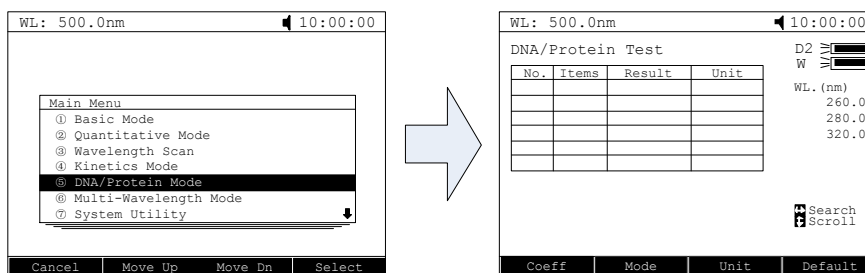 WL: 500.0nm 10:00:00
Main Menu
① Basic Mode
② Quantitative Mode
③ Wavelength Scan
④ Kinetics Mode
⑤ DNA/Protein Mode
⑥ Multi-Wavelength Mode
⑦ System Utility
Cancel Move Up Move Dn Select
WL: 500.0nm 10:00:00
DNA/Protein Test
D2
W
No. Items Result Unit
WL.(nm)
260.0
280.0
320.0
Search
Scroll
Coeff Mode Unit Default